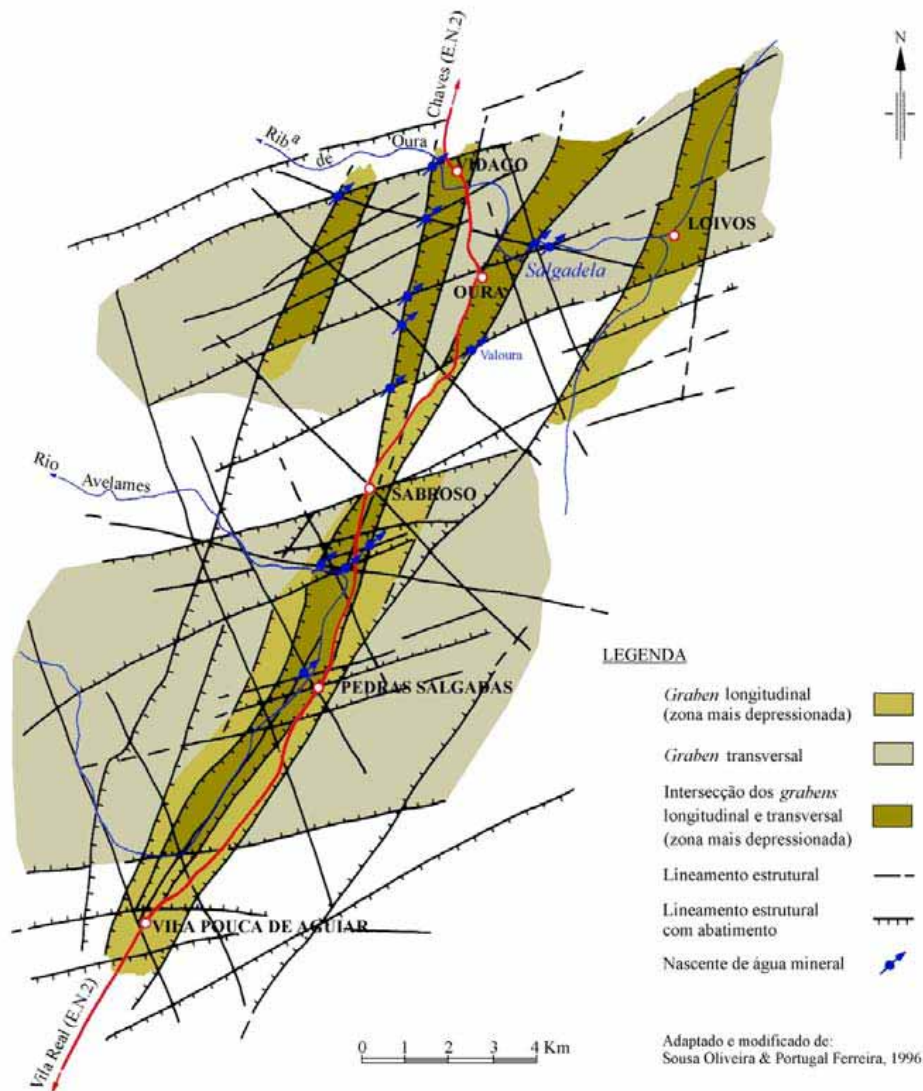 N
Chaves (E.N.2)
Ribª de Oura
VIDAGO
LOIVOS
Salgadela
OURA
Valoura
Rio
Avelames
SABROSO
LEGENDA
PEDRAS SALGADAS
Graben longitudinal
(zona mais depressionada)
Graben transversal
Intersecção dos grabens
longitudinal e transversal
(zona mais depressionada)
Lineamento estrutural
Lineamento estrutural
com abatimento
Nascente de água mineral
VILA POUCA DE AGUIAR
Vila Real (E.N.2)
0 2 4 Km
Adaptado e modificado de:
Sousa Oliveira & Portugal Ferreira, 1996